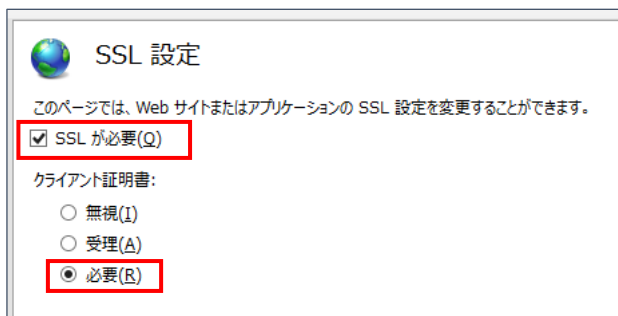 SSL 設定
このページでは、Web サイトまたはアプリケーションの SSL 設定を変更することができます。
SSL が必要(Q)
クライアント証明書:
無視(I)
受理(A)
必要(R)